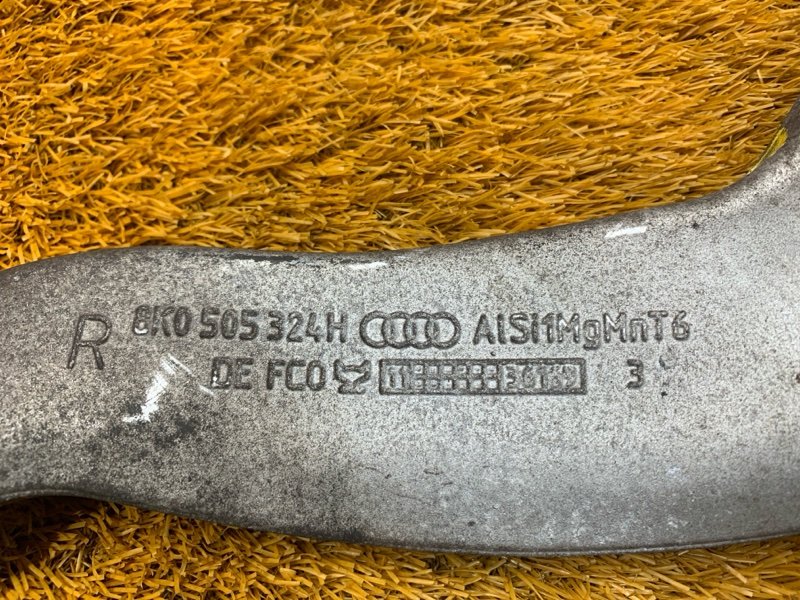 R 8K0 505 324H AlSi1MgMnT6
DE FCO 3